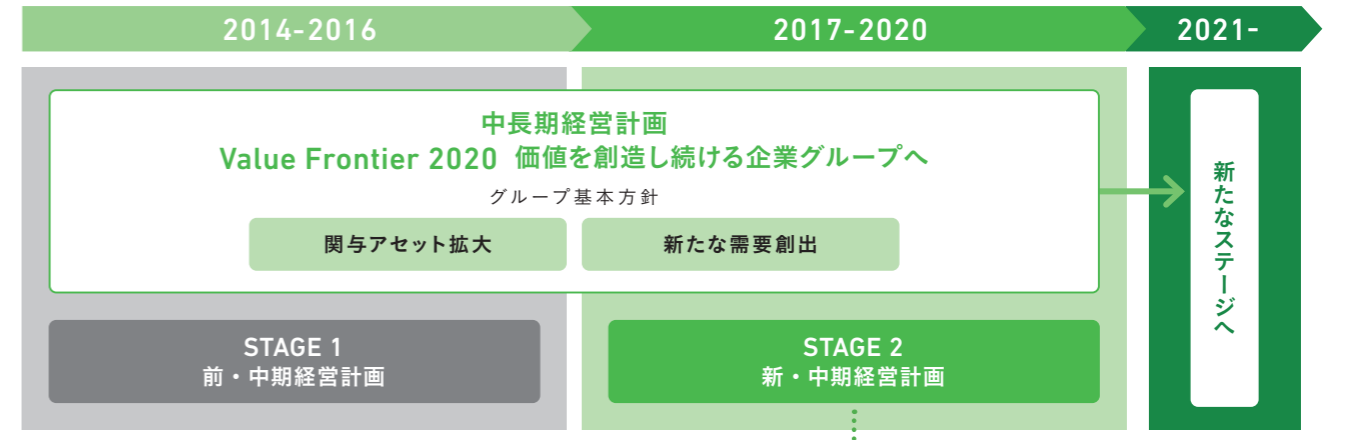 2014-2016
2017-2020
2021-
中長期経営計画
Value Frontier 2020 価値を創造し続ける企業グループへ
グループ基本方針
関与アセット拡大
新たな需要創出
新たなステージへ
STAGE 1
前・中期経営計画
STAGE 2
新・中期経営計画